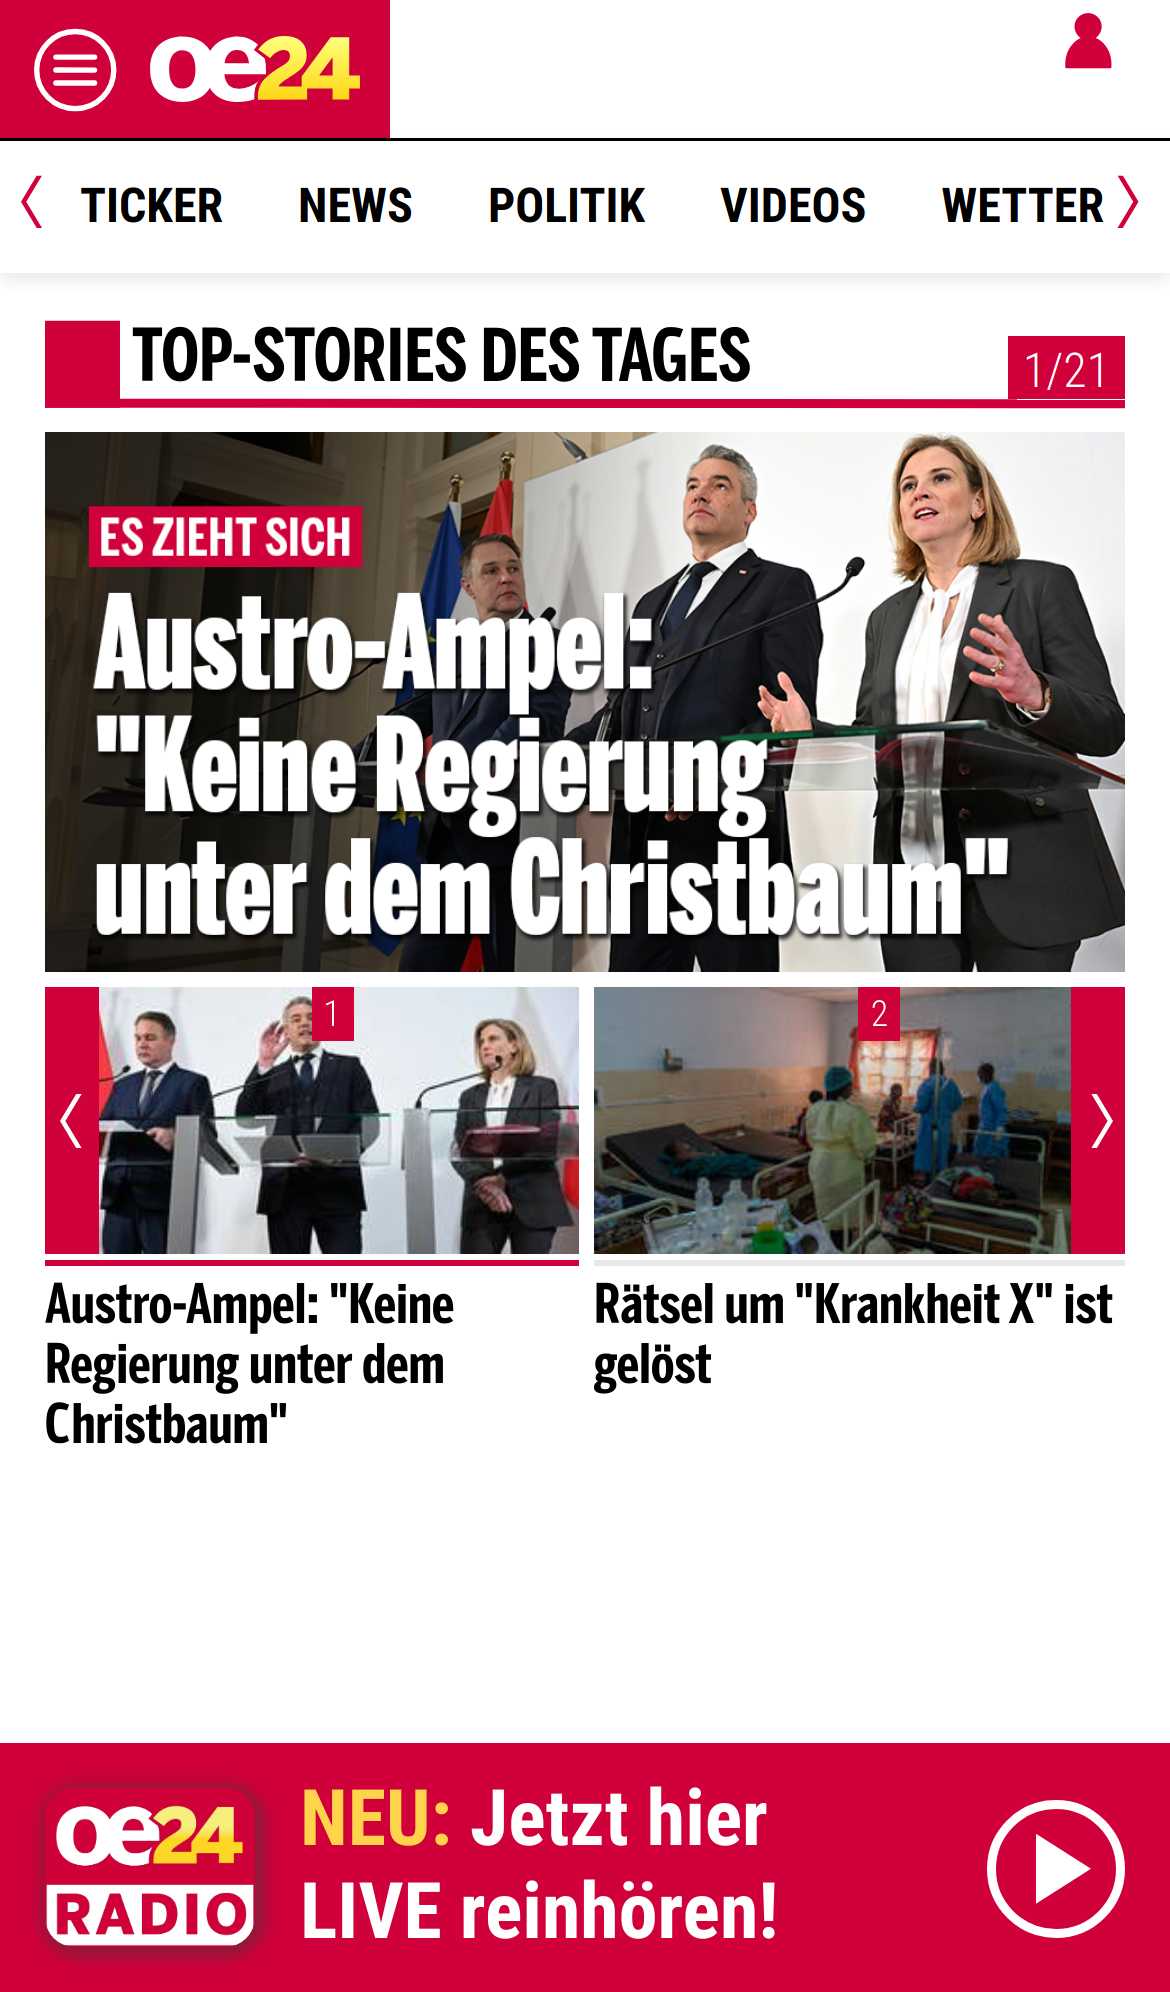 oe24
TICKER NEWS POLITIK VIDEOS WETTER
TOP-STORIES DES TAGES
1/21
ES ZIEHT SICH
Austro-Ampel:
"Keine Regierung
unter dem Christbaum"
1
2
Austro-Ampel: "Keine
Regierung unter dem
Christbaum"
Rätsel um "Krankheit X" ist
gelöst
oe24
RADIO
NEU: Jetzt hier
LIVE reinhören!